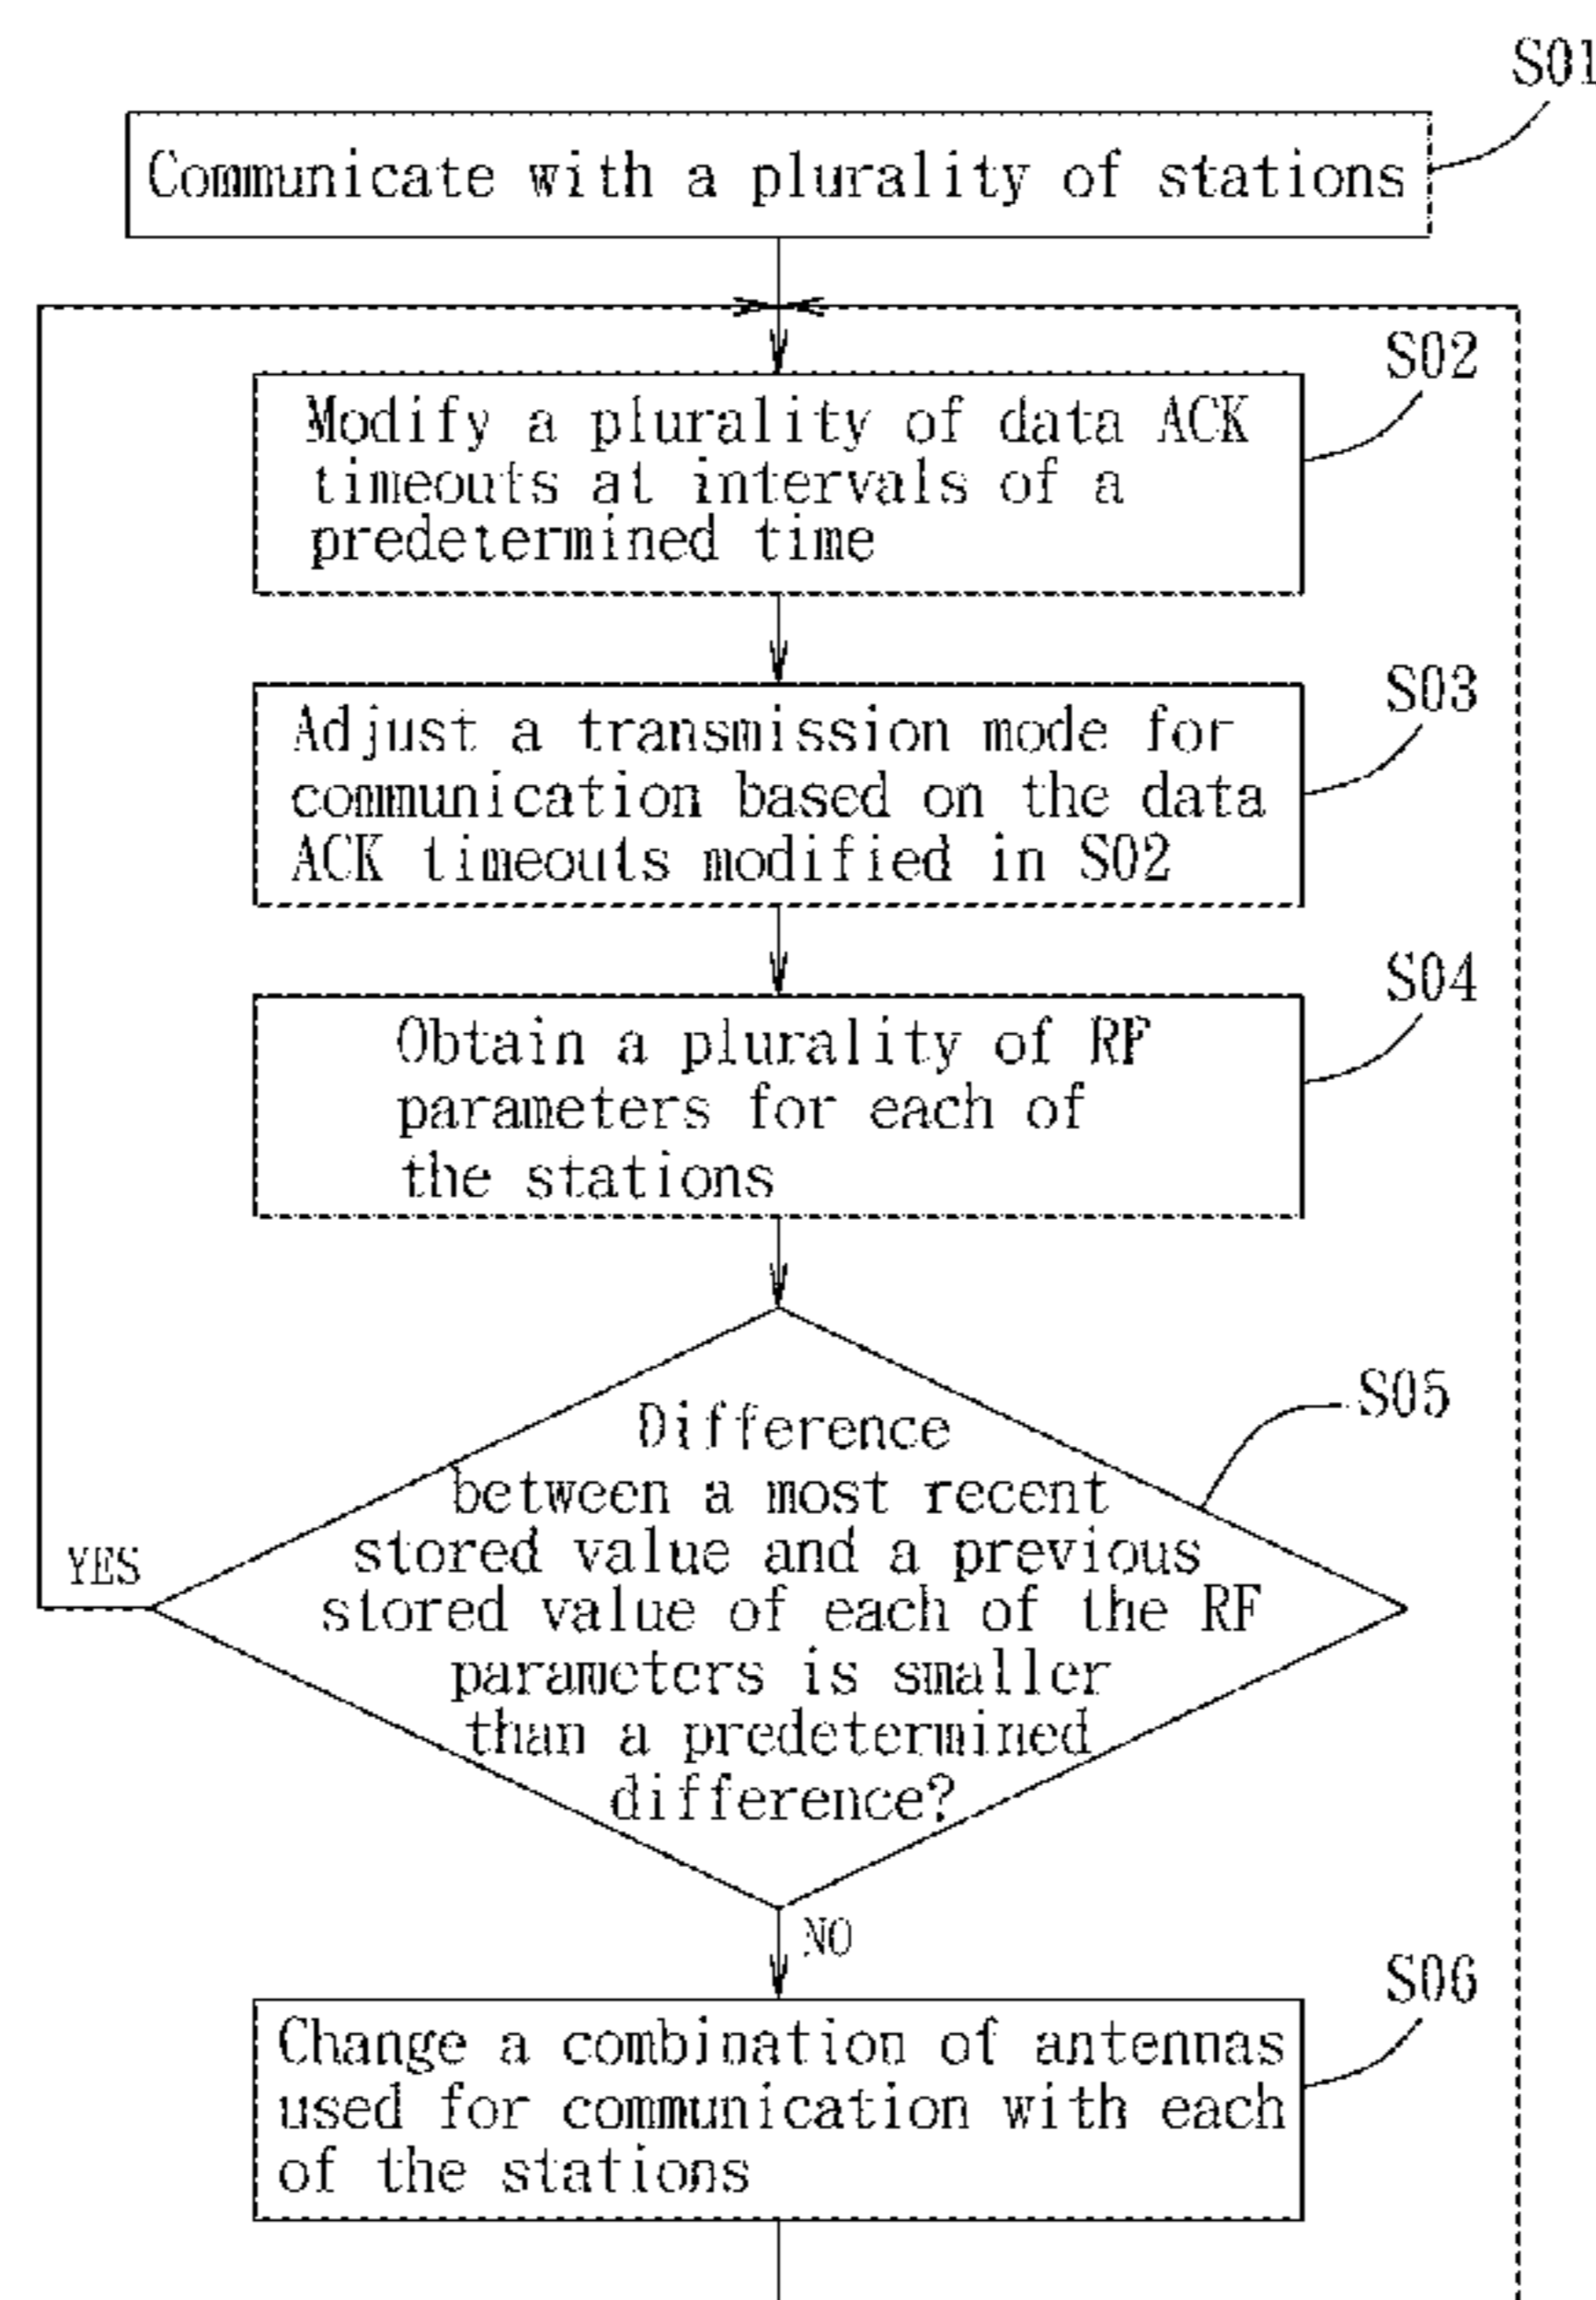 S01
Communicate with a plurality of stations
S02
Modify a plurality of data ACK
timeouts at intervals of a
predetermined time
S03
Adjust a transmission mode for
communication based on the data
ACK timeouts modified in S02
S04
Obtain a plurality of RF
parameters for each of
the stations
S05
Difference
between a most recent
stored value and a previous
stored value of each of the RF
parameters is smaller
than a predetermined
difference?
YES
NO
S06
Change a combination of antennas
used for communication with each
of the stations